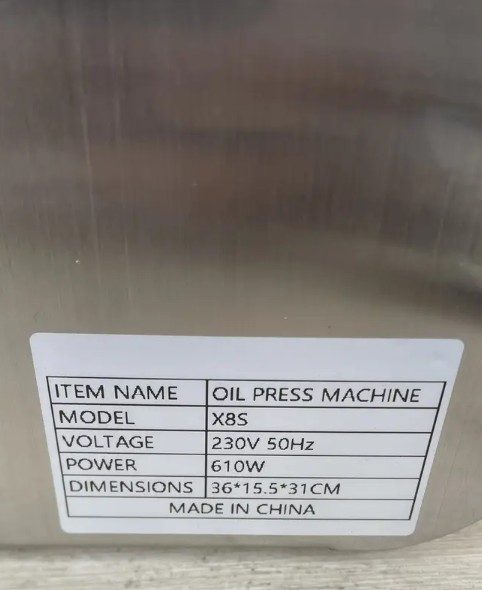 ITEM NAME OIL PRESS MACHINE
MODEL X8S
VOLTAGE 230V 50Hz
POWER 610W
DIMENSIONS 36*15.5*31CM
MADE IN CHINA